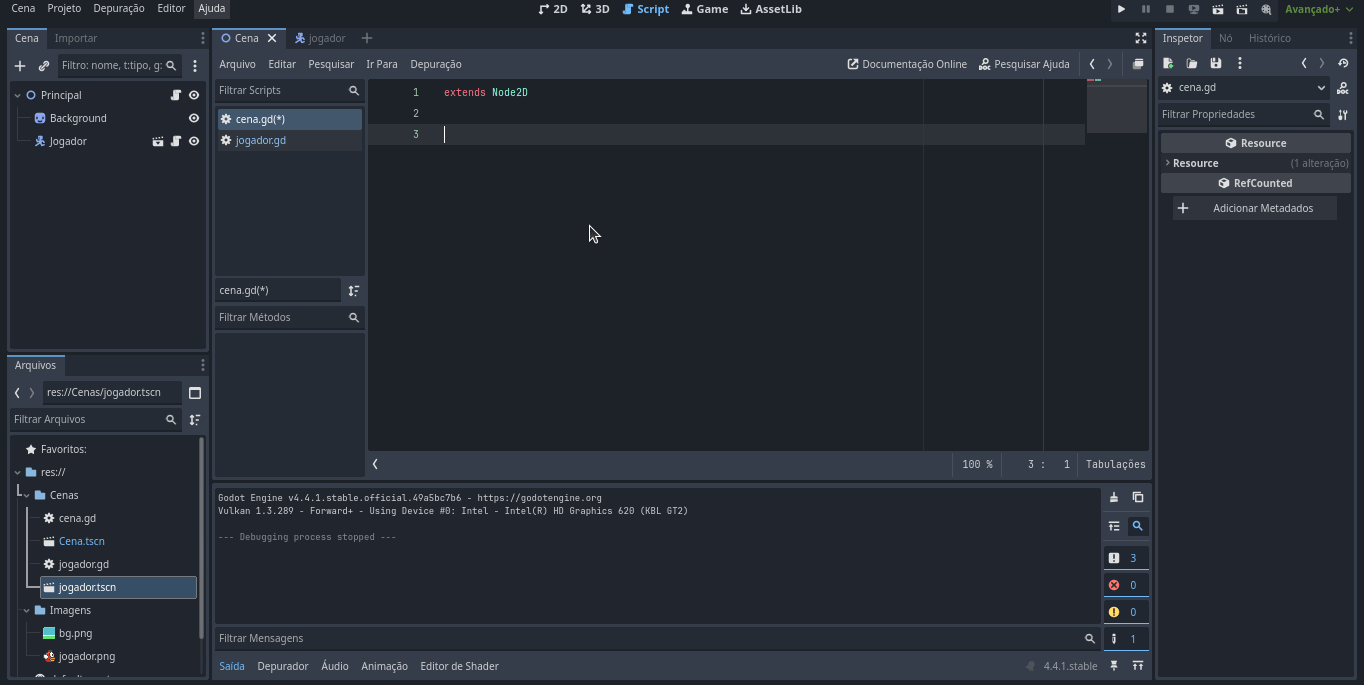 Cena Projeto Depuração Editor Ajuda
2D 3D Script Game AssetLib
Avançado+
Cena Importar
Filtro: nome, t:tipo, g:
Principal
Background
Jogador
Arquivos
res://Cenas/jogador.tscn
Filtrar Arquivos
Favoritos:
res://
Cenas
cena.gd
Cena.tscn
jogador.gd
jogador.tscn
Imagens
bg.png
jogador.png
Cena jogador
Arquivo Editar Pesquisar Ir Para Depuração
Documentação Online Pesquisar Ajuda
Filtrar Scripts
cena.gd(*)
jogador.gd
cena.gd(*)
Filtrar Métodos
1 extends Node2D
2
3
100 % 3 : 1 Tabulações
Godot Engine v4.4.1.stable.official.49a5bc7b6 - https://godotengine.org
Vulkan 1.3.289 - Forward+ - Using Device #0: Intel - Intel(R) HD Graphics 620 (KBL GT2)
--- Debugging process stopped ---
3
0
0
1
Filtrar Mensagens
Saída Depurador Áudio Animação Editor de Shader
4.4.1.stable
Inspetor Nó Histórico
cena.gd
DOC
Filtrar Propriedades
Resource
Resource (1 alteração)
RefCounted
Adicionar Metadados